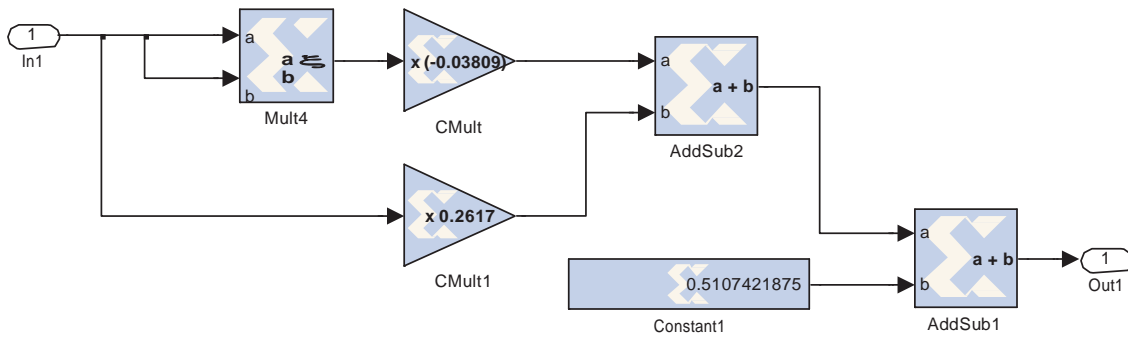 1
In1
a
b
a
b
Mult4
x (-0.03809)
CMult
x 0.2617
CMult1
a
b
a + b
AddSub2
0.5107421875
Constant1
a
b
a + b
AddSub1
1
Out1